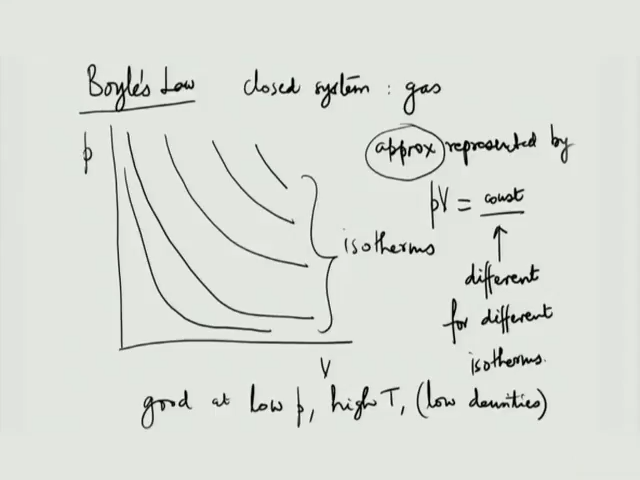 Boyle's Law closed system : gas
p
approx represented by
pV = const
isotherms
different
for different
isotherms.
V
good at low p, high T, (low densities)